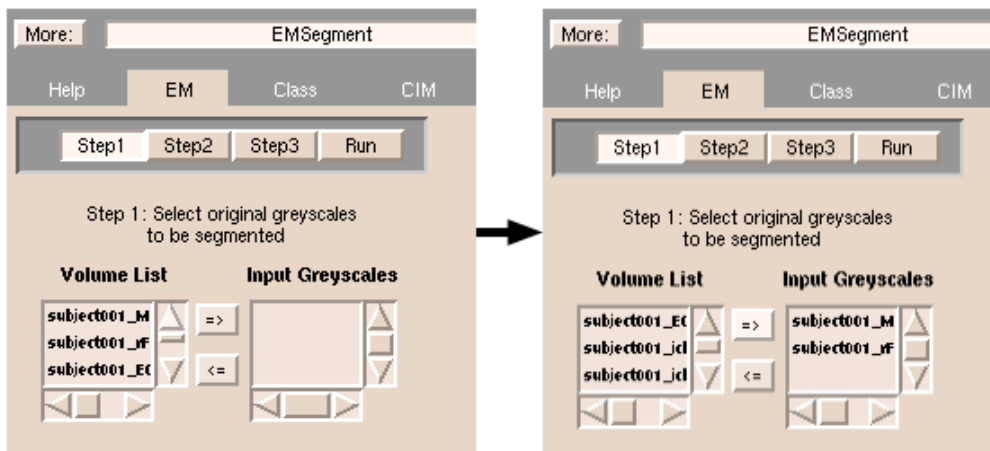 More: EMSegment
Help EM Class CIM
Step1 Step2 Step3 Run
Step 1: Select original greyscales
to be segmented
Volume List Input Greyscales
subject001_M
subject001_rF
subject001_EC
=>
<=
More: EMSegment
Help EM Class CIM
Step1 Step2 Step3 Run
Step 1: Select original greyscales
to be segmented
Volume List Input Greyscales
subject001_EC
subject001_icl
subject001_icl
=>
<=
subject001_M
subject001_rF